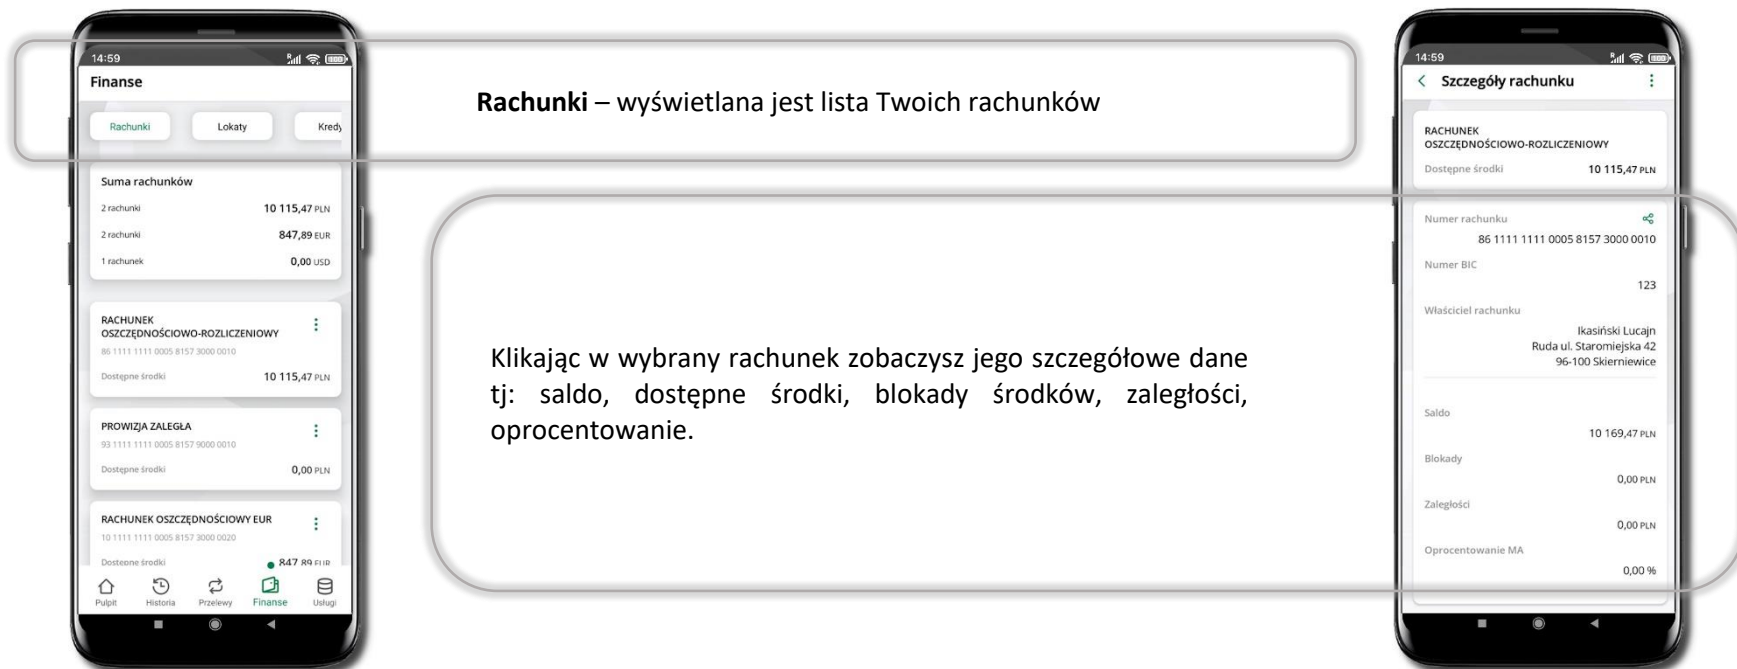 14:59
Finanse
Rachunki Lokaty Kredy
Suma rachunków
2 rachunki 10 115,47 PLN
2 rachunki 847,89 EUR
1 rachunek 0,00 USD
RACHUNEK
OSZCZĘDNOŚCIOWO-ROZLICZENIOWY
86 1111 1111 0005 8157 3000 0010
Dostępne środki 10 115,47 PLN
PROWIZJA ZALEGŁA
93 1111 1111 0005 8157 9000 0010
Dostępne środki 0,00 PLN
RACHUNEK OSZCZĘDNOŚCIOWY EUR
10 1111 1111 0005 8157 3000 0020
Dostępne środki 847,89 EUR
Pulpit Historia Przelewy Finanse Usługi
Rachunki – wyświetlana jest lista Twoich rachunków
Klikając w wybrany rachunek zobaczysz jego szczegółowe dane
tj: saldo, dostępne środki, blokady środków, zaległości,
oprocentowanie.
14:59
Szczegóły rachunku
RACHUNEK
OSZCZĘDNOŚCIOWO-ROZLICZENIOWY
Dostępne środki 10 115,47 PLN
Numer rachunku
86 1111 1111 0005 8157 3000 0010
Numer BIC
123
Właściciel rachunku
Ikasiński Lucajn
Ruda ul. Staromiejska 42
96-100 Skierniewice
Saldo
10 169,47 PLN
Blokady
0,00 PLN
Zaległości
0,00 PLN
Oprocentowanie MA
0,00 %